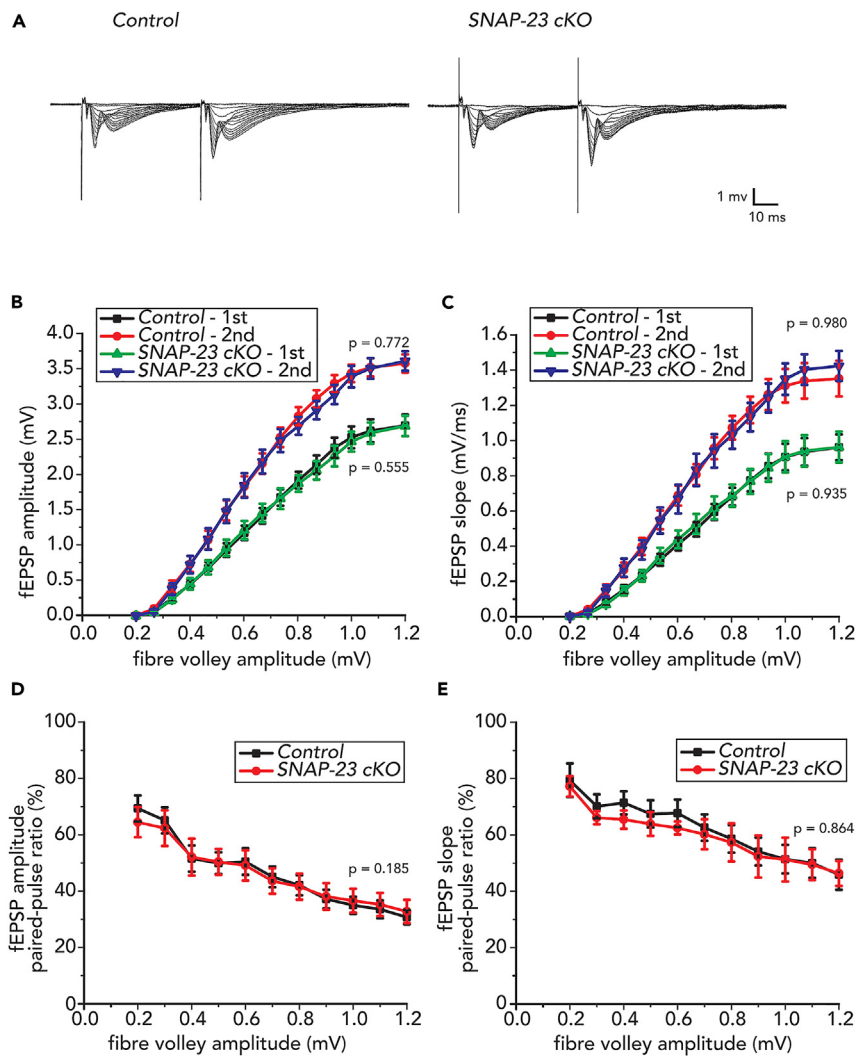 A
Control
SNAP-23 cKO
1 mv
10 ms
B
Control - 1st
Control - 2nd
SNAP-23 cKO - 1st
SNAP-23 cKO - 2nd
p = 0.772
p = 0.555
4.0
3.5
3.0
2.5
2.0
1.5
1.0
0.5
0.0
fEPSP amplitude (mV)
0.0 0.2 0.4 0.6 0.8 1.0 1.2
fibre volley amplitude (mV)
C
Control - 1st
Control - 2nd
SNAP-23 cKO - 1st
SNAP-23 cKO - 2nd
p = 0.980
p = 0.935
1.6
1.4
1.2
1.0
0.8
0.6
0.4
0.2
0.0
fEPSP slope (mV/ms)
0.0 0.2 0.4 0.6 0.8 1.0 1.2
fibre volley amplitude (mV)
D
Control
SNAP-23 cKO
p = 0.185
100
80
60
40
20
0
fEPSP amplitude
paired-pulse ratio (%)
0.0 0.2 0.4 0.6 0.8 1.0 1.2
fibre volley amplitude (mV)
E
Control
SNAP-23 cKO
p = 0.864
100
80
60
40
20
0
fEPSP slope
paired-pulse ratio (%)
0.0 0.2 0.4 0.6 0.8 1.0 1.2
fibre volley amplitude (mV)